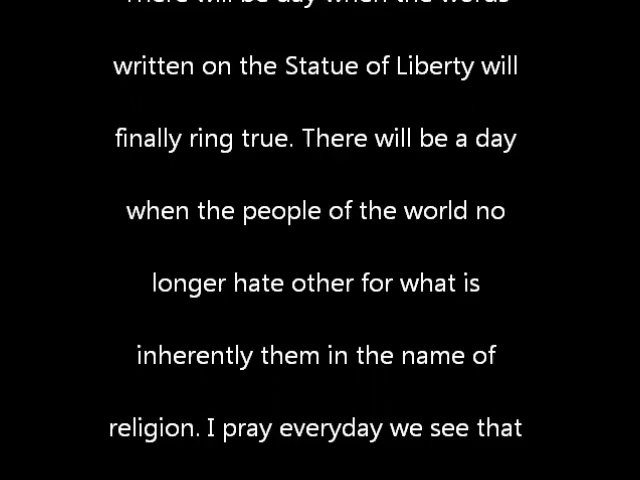 There will be day when the words
written on the Statue of Liberty will
finally ring true. There will be a day
when the people of the world no
longer hate other for what is
inherently them in the name of
religion. I pray everyday we see that